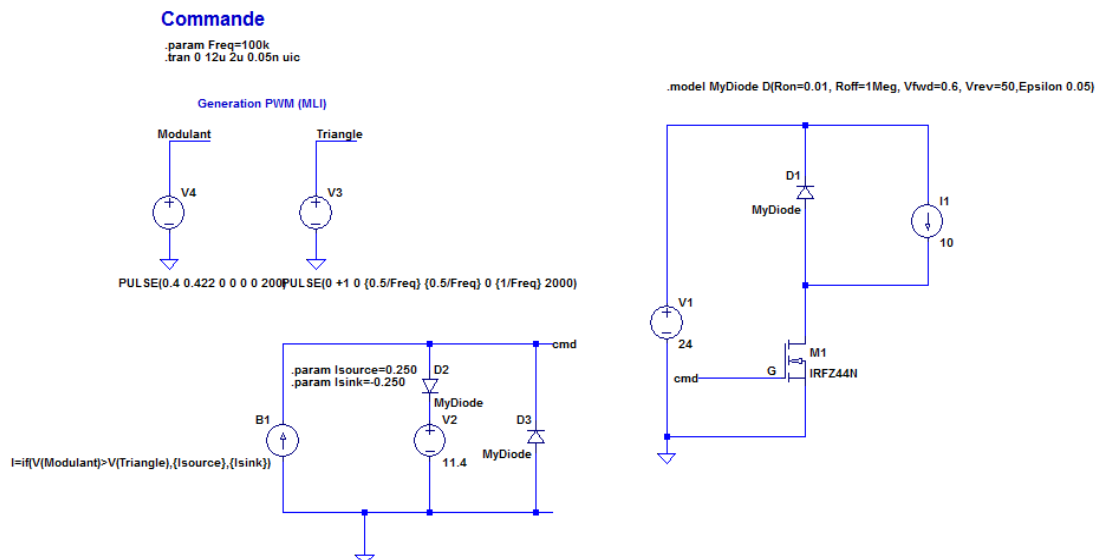 Commande
.param Freq=100k
.tran 0 12u 2u 0.05n uic
.model MyDiode D(Ron=0.01, Roff=1Meg, Vfwd=0.6, Vrev=50,Epsilon 0.05)
Generation PWM (MLI)
Modulant
Triangle
V4
V3
D1
MyDiode
I1
10
PULSE(0.4 0.422 0 0 0 0 200)
PULSE(0 +1 0 {0.5/Freq} {0.5/Freq} 0 {1/Freq} 2000)
V1
24
M1
IRFZ44N
G
cmd
cmd
.param Isource=0.250
.param Isink=-0.250
D2
MyDiode
B1
V2
11.4
D3
MyDiode
I=if(V(Modulant)>V(Triangle),{Isource},{Isink})